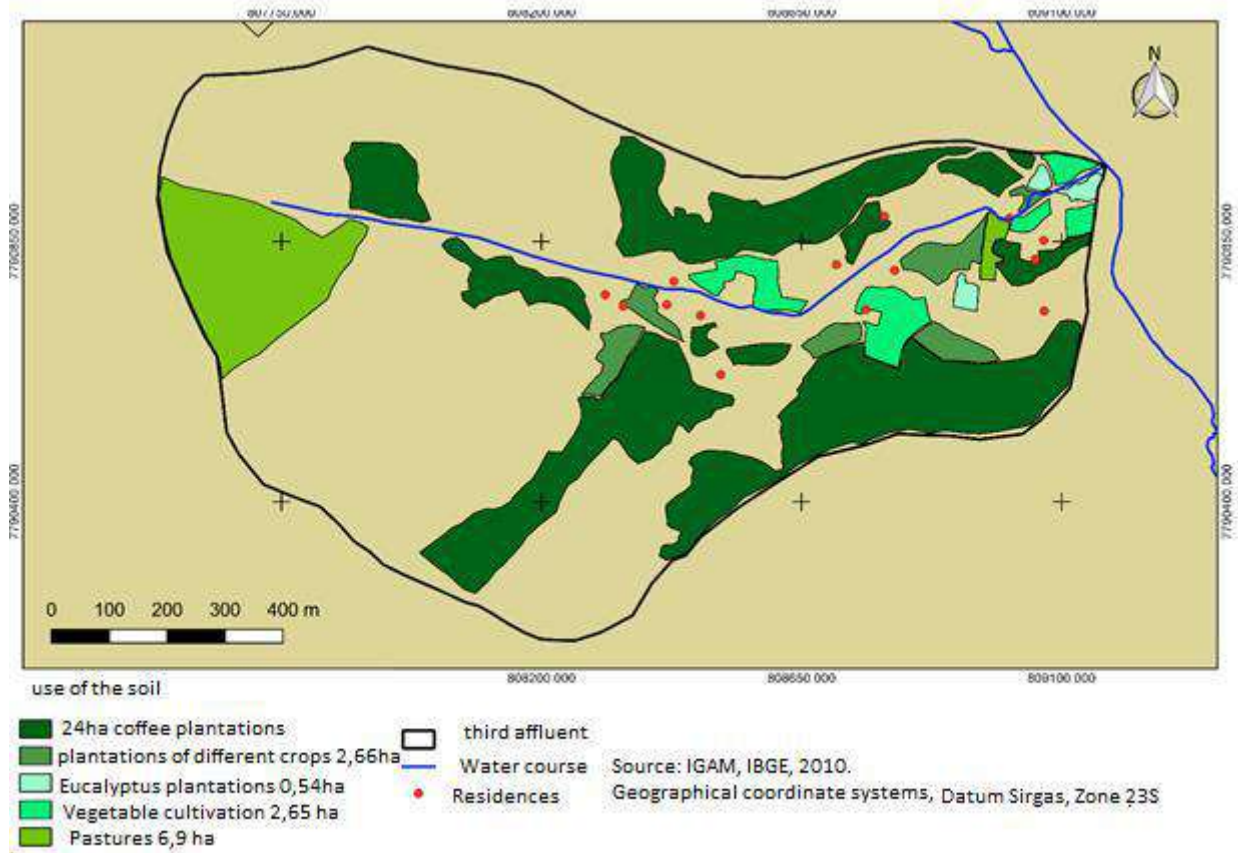 807750,000 808200,000 808650,000 809100,000
N
7790850,000 7790850,000
7790400,000 7790400,000
0 100 200 300 400 m
808200,000 808650,000 809100,000
use of the soil
24ha coffee plantations
plantations of different crops 2,66ha
Eucalyptus plantations 0,54ha
Vegetable cultivation 2,65 ha
Pastures 6,9 ha
third affluent
Water course
Residences
Source: IGAM, IBGE, 2010.
Geographical coordinate systems, Datum Sirgas, Zone 23S